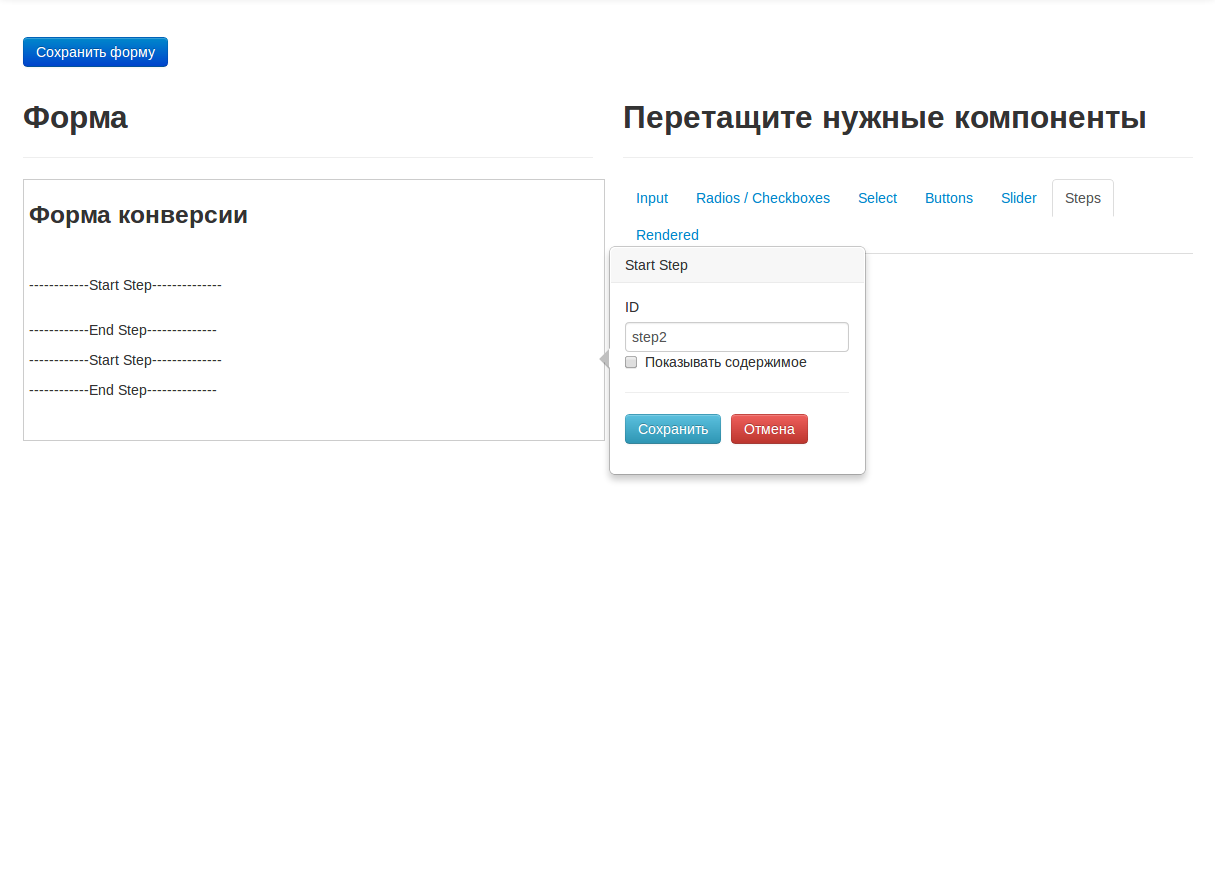 Сохранить форму
Форма
Перетащите нужные компоненты
Форма конверсии
------------Start Step--------------
------------End Step--------------
------------Start Step--------------
------------End Step--------------
Input Radios / Checkboxes Select Buttons Slider Steps
Rendered
Start Step
ID
step2
Показывать содержимое
Сохранить Отмена